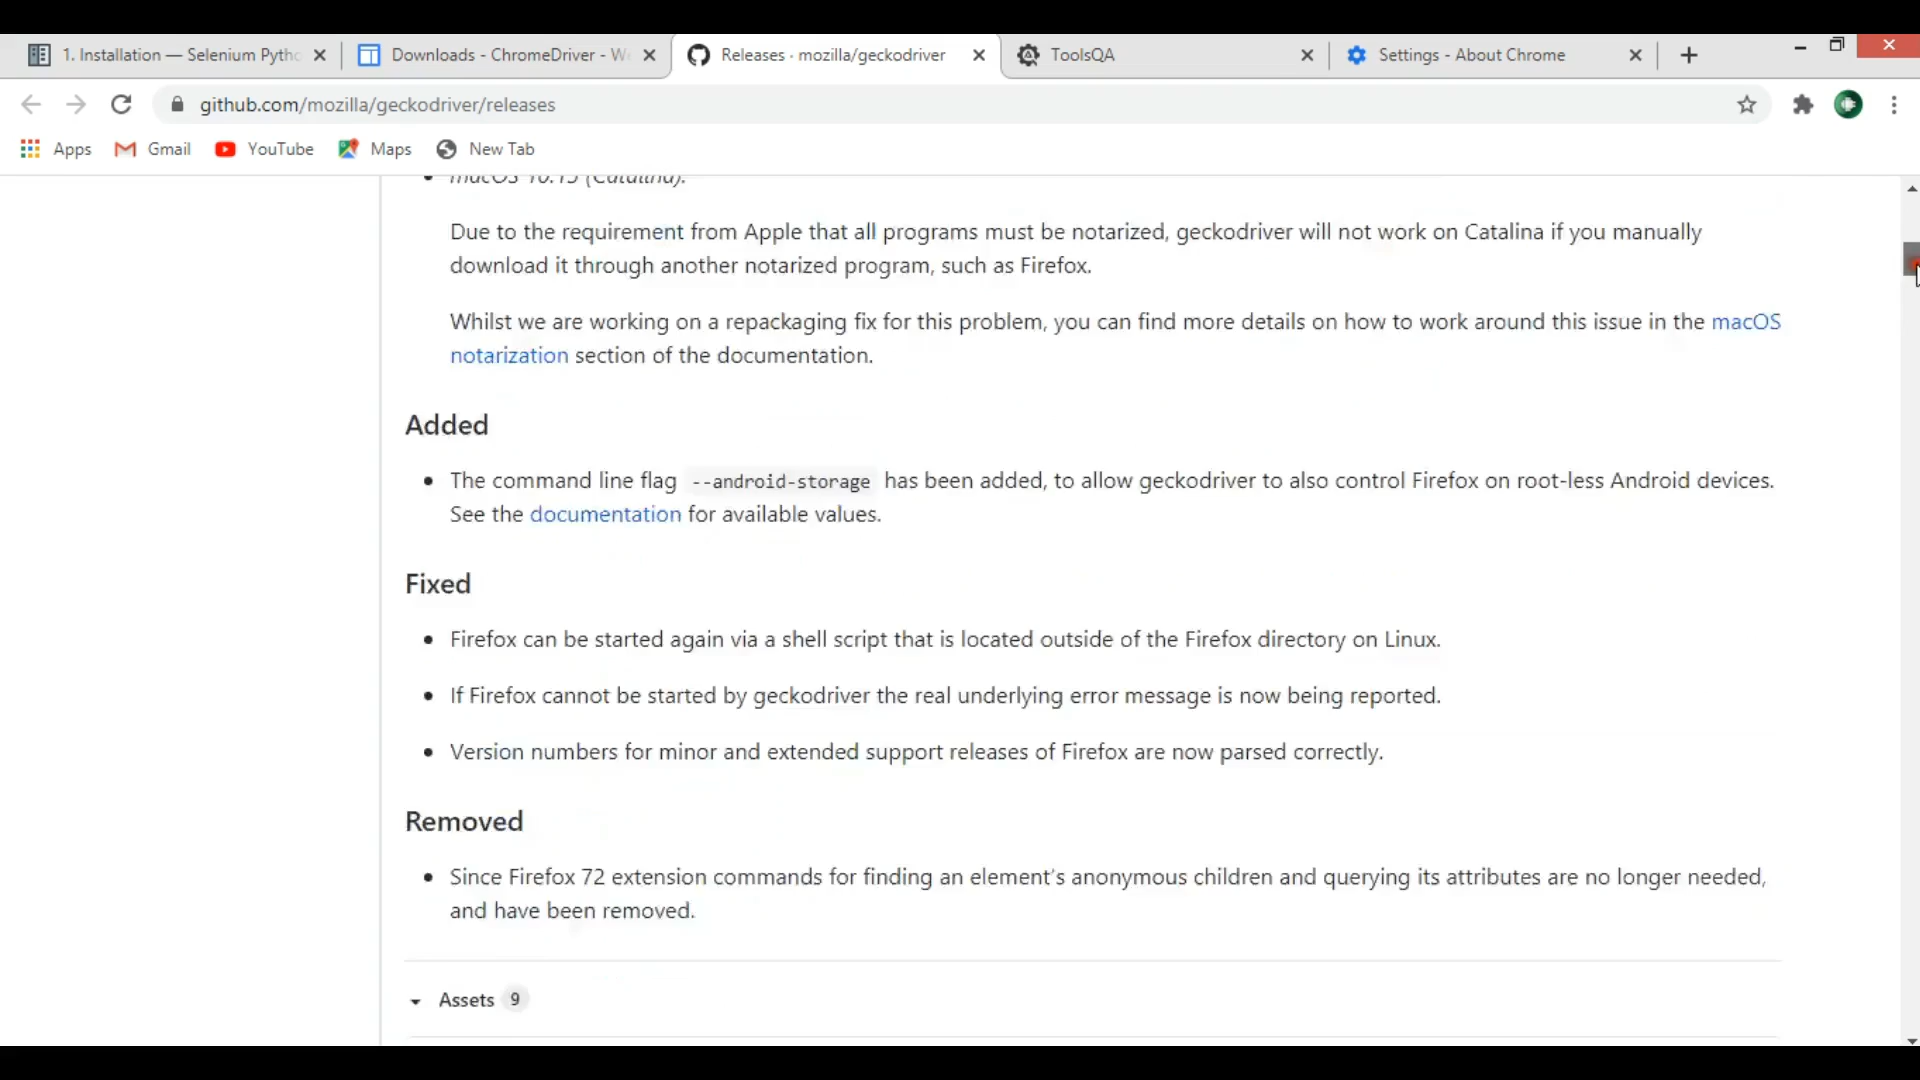 1. Installation — Selenium Pytho
Downloads - ChromeDriver - We
Releases · mozilla/geckodriver
ToolsQA
Settings - About Chrome
github.com/mozilla/geckodriver/releases
Apps
Gmail
YouTube
Maps
New Tab
macOS 10.15 (Catalina):
Due to the requirement from Apple that all programs must be notarized, geckodriver will not work on Catalina if you manually
download it through another notarized program, such as Firefox.
Whilst we are working on a repackaging fix for this problem, you can find more details on how to work around this issue in the macOS
notarization section of the documentation.
Added
• The command line flag --android-storage has been added, to allow geckodriver to also control Firefox on root-less Android devices.
See the documentation for available values.
Fixed
• Firefox can be started again via a shell script that is located outside of the Firefox directory on Linux.
• If Firefox cannot be started by geckodriver the real underlying error message is now being reported.
• Version numbers for minor and extended support releases of Firefox are now parsed correctly.
Removed
• Since Firefox 72 extension commands for finding an element's anonymous children and querying its attributes are no longer needed,
and have been removed.
Assets 9